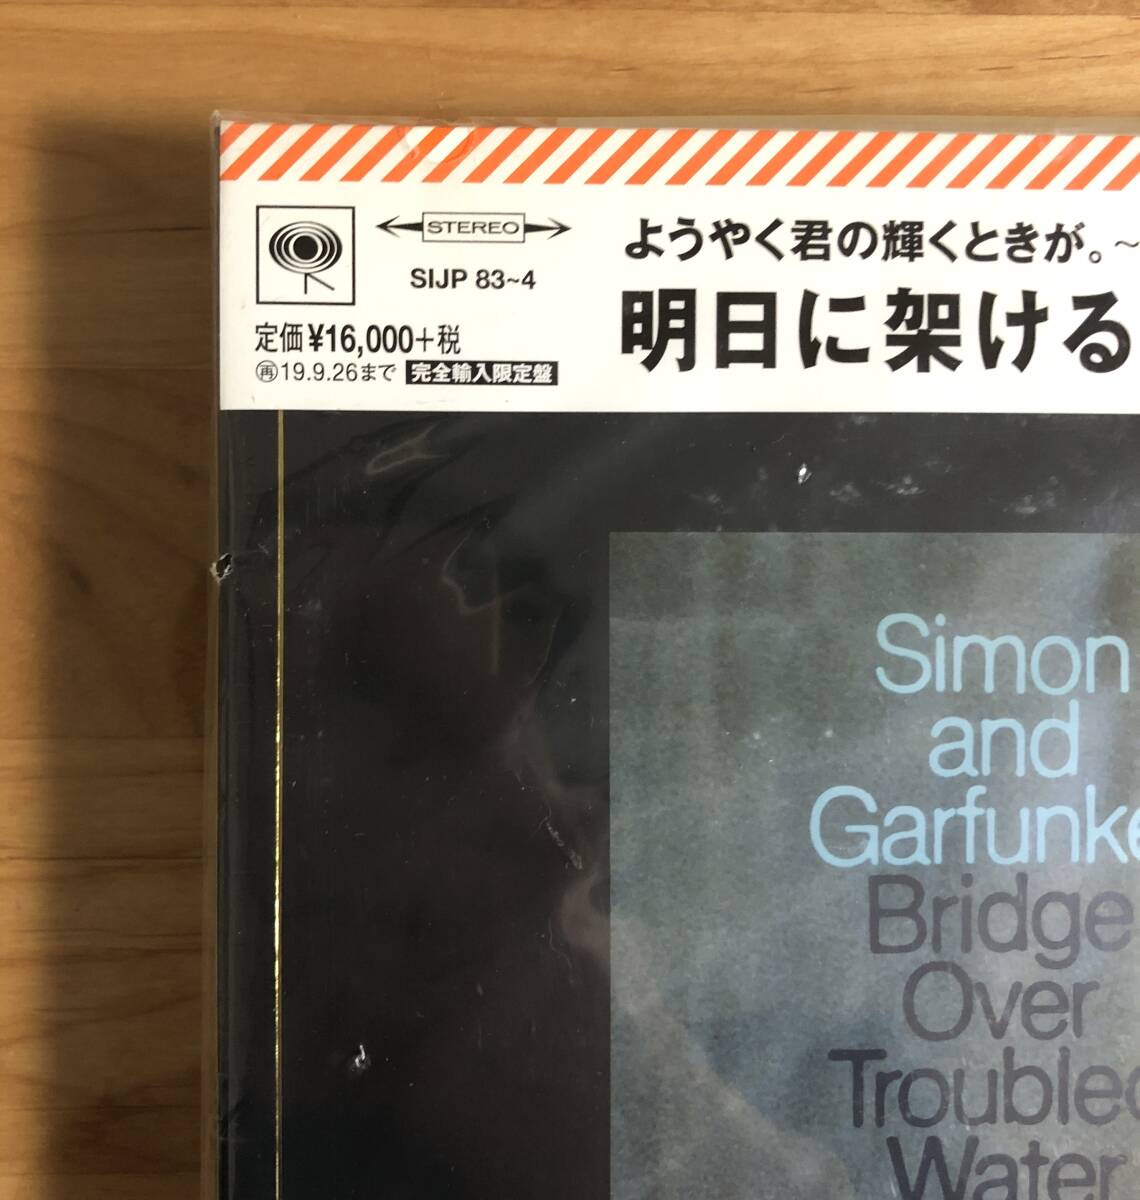 STEREO
SIJP 83~4
定価¥16,000+税
㊢19.9.26まで 完全輸入限定盤
ようやく君の輝くときが。~
明日に架ける
Simon
and
Garfunke
Bridge
Over
Trouble
Water